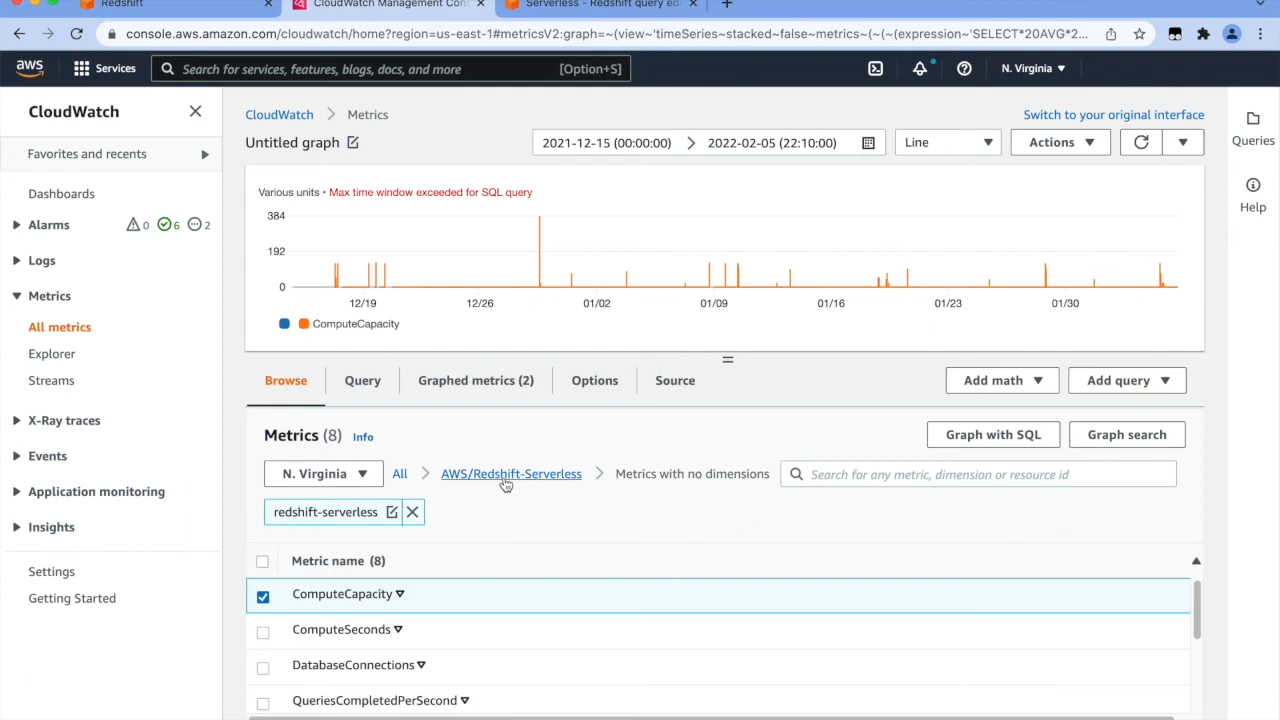 Redshift
CloudWatch Management Con
Serverless - Redshift query edi
console.aws.amazon.com/cloudwatch/home?region=us-east-1#metricsV2:graph=~(view~'timeSeries~stacked~false~metrics~(~(~(expression~'SELECT*20AVG*2...
aws
Services
Search for services, features, blogs, docs, and more
[Option+S]
N. Virginia
CloudWatch
Favorites and recents
Dashboards
Alarms
0
6
2
Logs
Metrics
All metrics
Explorer
Streams
X-Ray traces
Events
Application monitoring
Insights
Settings
Getting Started
CloudWatch
Metrics
Switch to your original interface
Untitled graph
2021-12-15 (00:00:00)
2022-02-05 (22:10:00)
Line
Actions
Various units • Max time window exceeded for SQL query
384
192
0
12/19
12/26
01/02
01/09
01/16
01/23
01/30
ComputeCapacity
Browse
Query
Graphed metrics (2)
Options
Source
Add math
Add query
Metrics (8)
Info
Graph with SQL
Graph search
N. Virginia
All
AWS/Redshift-Serverless
Metrics with no dimensions
Search for any metric, dimension or resource id
redshift-serverless
Metric name (8)
ComputeCapacity
ComputeSeconds
DatabaseConnections
QueriesCompletedPerSecond
Queries
Help